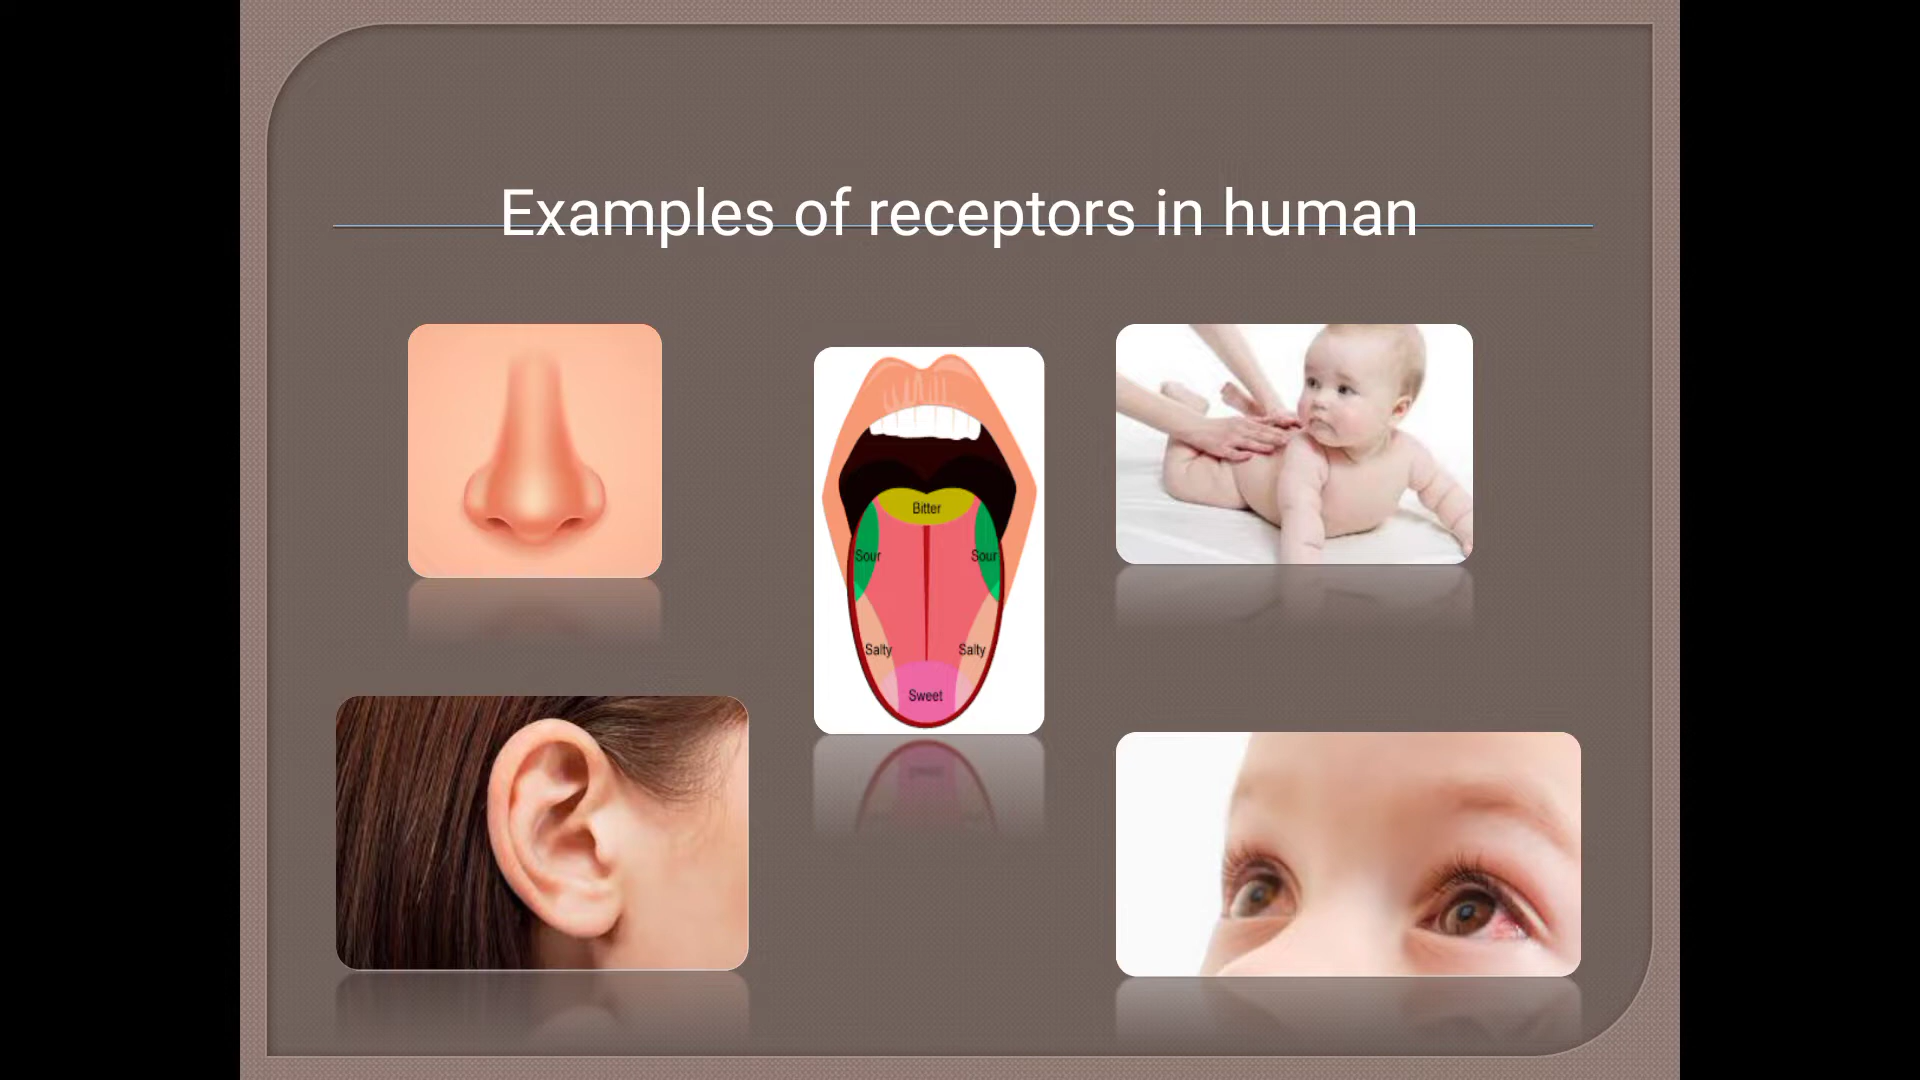 Examples of receptors in human
Bitter
Sour Sour
Salty Salty
Sweet